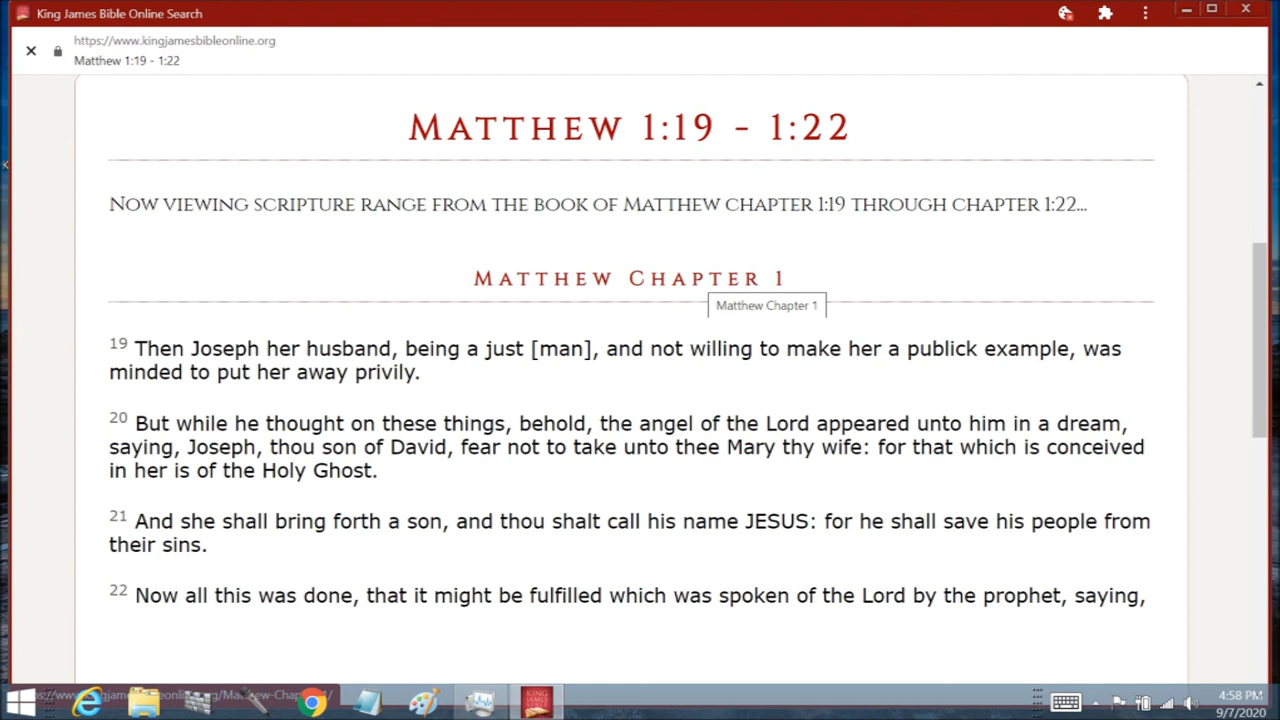 King James Bible Online Search
https://www.kingjamesbibleonline.org
Matthew 1:19 - 1:22
Matthew 1:19 - 1:22
Now viewing scripture range from the book of Matthew chapter 1:19 through chapter 1:22...
Matthew Chapter 1
Matthew Chapter 1
19 Then Joseph her husband, being a just [man], and not willing to make her a publick example, was
minded to put her away privily.
20 But while he thought on these things, behold, the angel of the Lord appeared unto him in a dream,
saying, Joseph, thou son of David, fear not to take unto thee Mary thy wife: for that which is conceived
in her is of the Holy Ghost.
21 And she shall bring forth a son, and thou shalt call his name JESUS: for he shall save his people from
their sins.
22 Now all this was done, that it might be fulfilled which was spoken of the Lord by the prophet, saying,
KING JAMES BIBLE
4:58 PM
9/7/2020